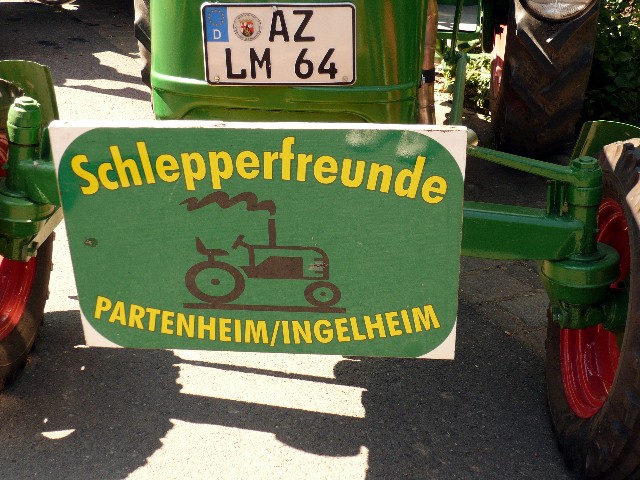 AZ
D
LM 64
Schlepperfreunde
PARTENHEIM/INGELHEIM